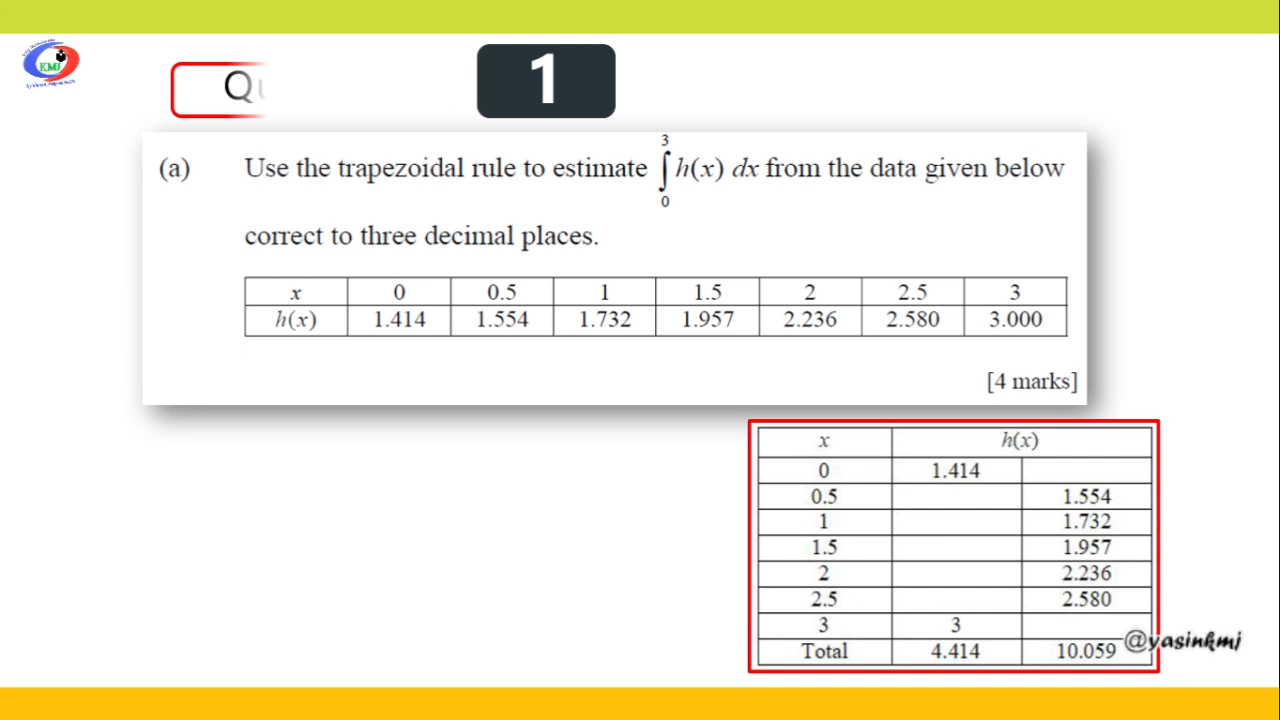 KMJ
Qu
1
(a) Use the trapezoidal rule to estimate ∫₀³ h(x) dx from the data given below
correct to three decimal places.
x 0 0.5 1 1.5 2 2.5 3
h(x) 1.414 1.554 1.732 1.957 2.236 2.580 3.000
[4 marks]
x h(x)
0 1.414
0.5 1.554
1 1.732
1.5 1.957
2 2.236
2.5 2.580
3 3
Total 4.414 10.059
@yasinkmj